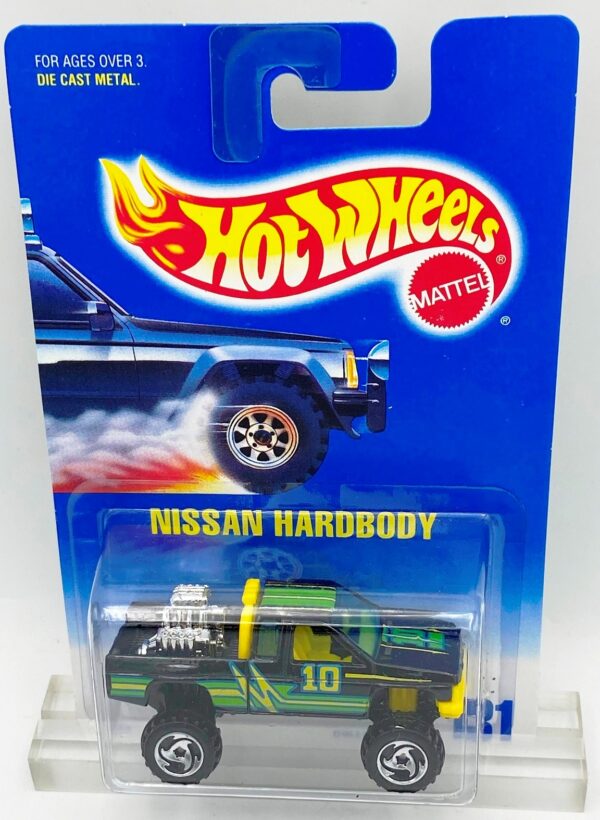 FOR AGES OVER 3.
DIE CAST METAL.
HOT WHEELS ®
MATTEL
®
NISSAN HARDBODY
10